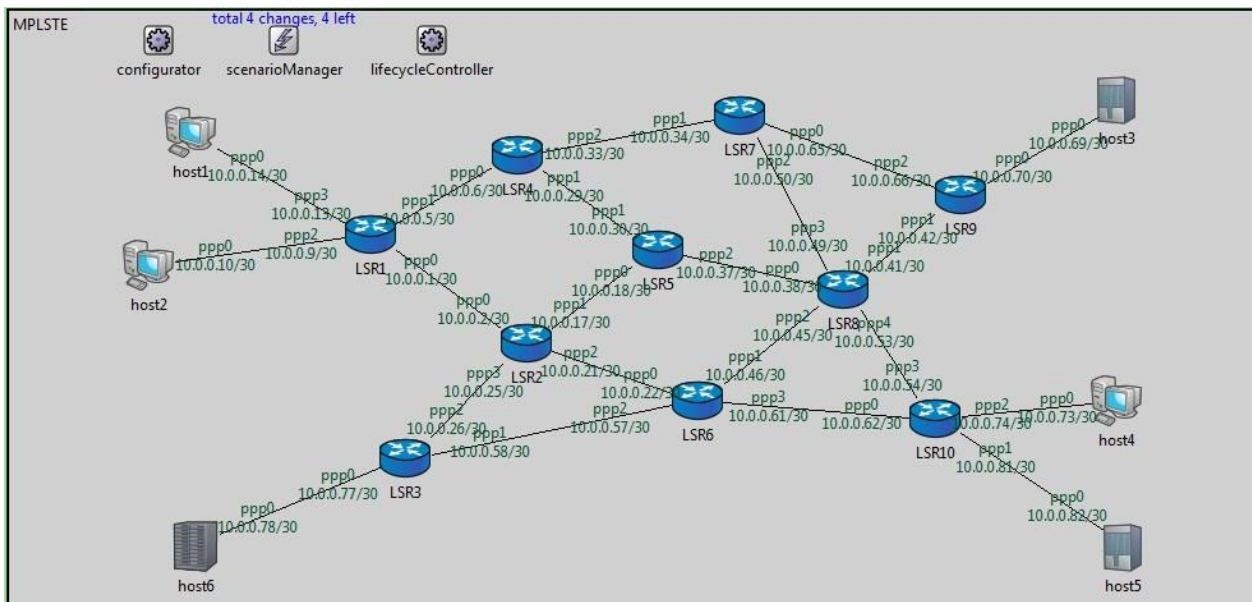 MPLSTE
total 4 changes, 4 left
configurator
scenarioManager
lifecycleController
host1
ppp0
10.0.0.14/30
ppp3
10.0.0.13/30
ppp1
10.0.0.5/30
ppp0
10.0.0.6/30
LSR4
ppp2
10.0.0.33/30
ppp1
10.0.0.34/30
LSR7
ppp0
10.0.0.65/30
ppp2
10.0.0.66/30
ppp0
10.0.0.70/30
ppp0
10.0.0.69/30
host3
ppp1
10.0.0.29/30
ppp1
10.0.0.30/30
ppp2
10.0.0.50/30
ppp3
10.0.0.49/30
LSR9
ppp1
10.0.0.42/30
ppp1
10.0.0.41/30
host2
ppp0
10.0.0.10/30
ppp2
10.0.0.9/30
LSR1
ppp0
10.0.0.1/30
ppp0
10.0.0.2/30
LSR5
ppp2
10.0.0.37/30
ppp0
10.0.0.38/30
ppp0
10.0.0.18/30
ppp1
10.0.0.17/30
LSR8
ppp2
10.0.0.45/30
ppp4
10.0.0.53/30
LSR2
ppp2
10.0.0.21/30
ppp0
10.0.0.22/30
ppp1
10.0.0.46/30
ppp3
10.0.0.54/30
ppp3
10.0.0.25/30
ppp2
10.0.0.26/30
ppp2
10.0.0.57/30
LSR6
ppp3
10.0.0.61/30
ppp0
10.0.0.62/30
ppp2
10.0.0.74/30
ppp0
10.0.0.73/30
host4
ppp1
10.0.0.58/30
LSR3
LSR10
ppp1
10.0.0.81/30
ppp0
10.0.0.77/30
ppp0
10.0.0.78/30
ppp0
10.0.0.82/30
host6
host5